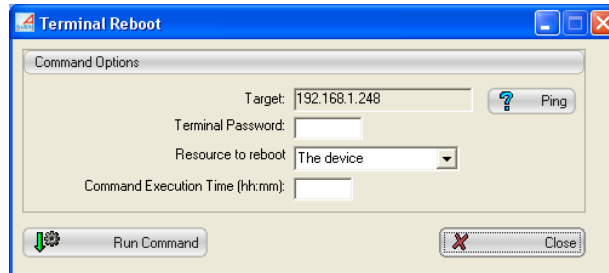 Terminal Reboot
Command Options
Target: 192.168.1.248 Ping
Terminal Password:
Resource to reboot The device
Command Execution Time (hh:mm):
Run Command Close